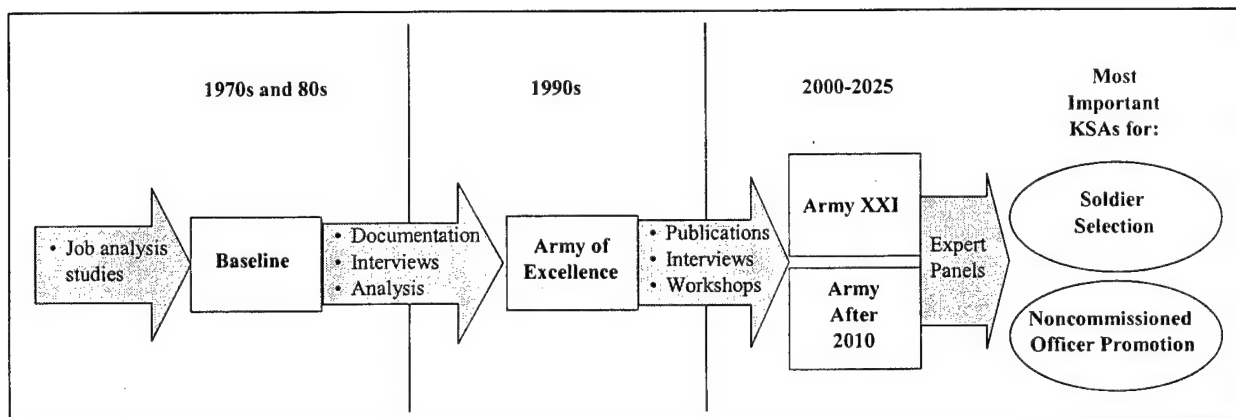 1970s and 80s
1990s
2000-2025
Most
Important
KSAs for:
• Job analysis
studies
Baseline
• Documentation
• Interviews
• Analysis
Army of
Excellence
• Publications
• Interviews
• Workshops
Army XXI
Army
After
2010
Expert
Panels
Soldier
Selection
Noncommissioned
Officer Promotion